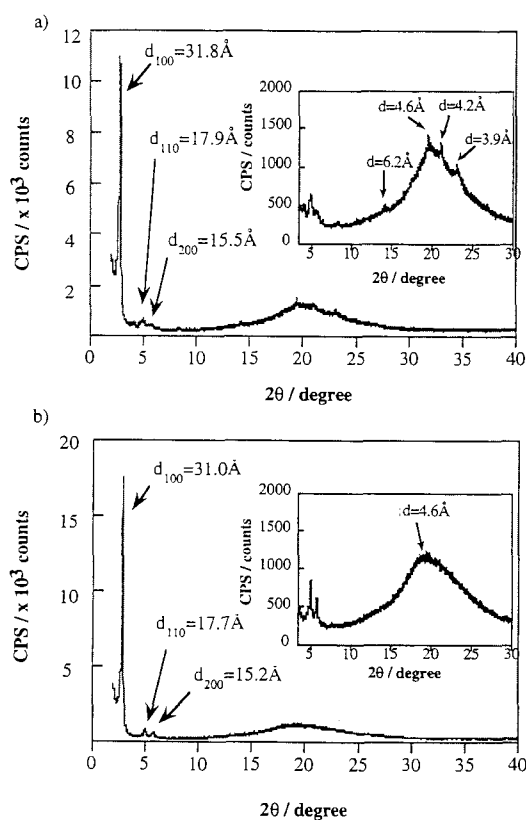 a)
d100=31.8Å
d110=17.9Å
d200=15.5Å
CPS / x 10³ counts
12
10
8
6
4
2
0 5 10 15 20 25 30 35 40
2θ / degree
CPS / counts
2000
1500
1000
500
0
d=4.6Å
d=4.2Å
d=3.9Å
d=6.2Å
5 10 15 20 25 30
2θ / degree
b)
d100=31.0Å
d110=17.7Å
d200=15.2Å
CPS / x 10³ counts
20
15
10
5
0 5 10 15 20 25 30 35 40
2θ / degree
CPS / counts
2000
1500
1000
500
0
:d=4.6Å
5 10 15 20 25 30
2θ / degree